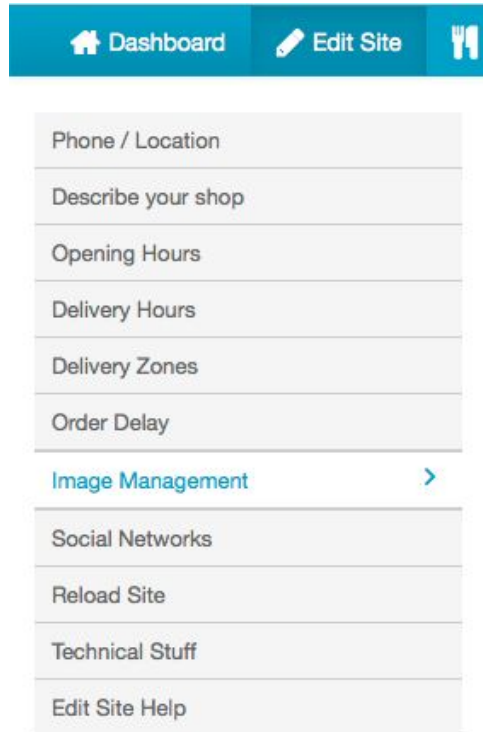 Dashboard Edit Site
Phone / Location
Describe your shop
Opening Hours
Delivery Hours
Delivery Zones
Order Delay
Image Management
Social Networks
Reload Site
Technical Stuff
Edit Site Help